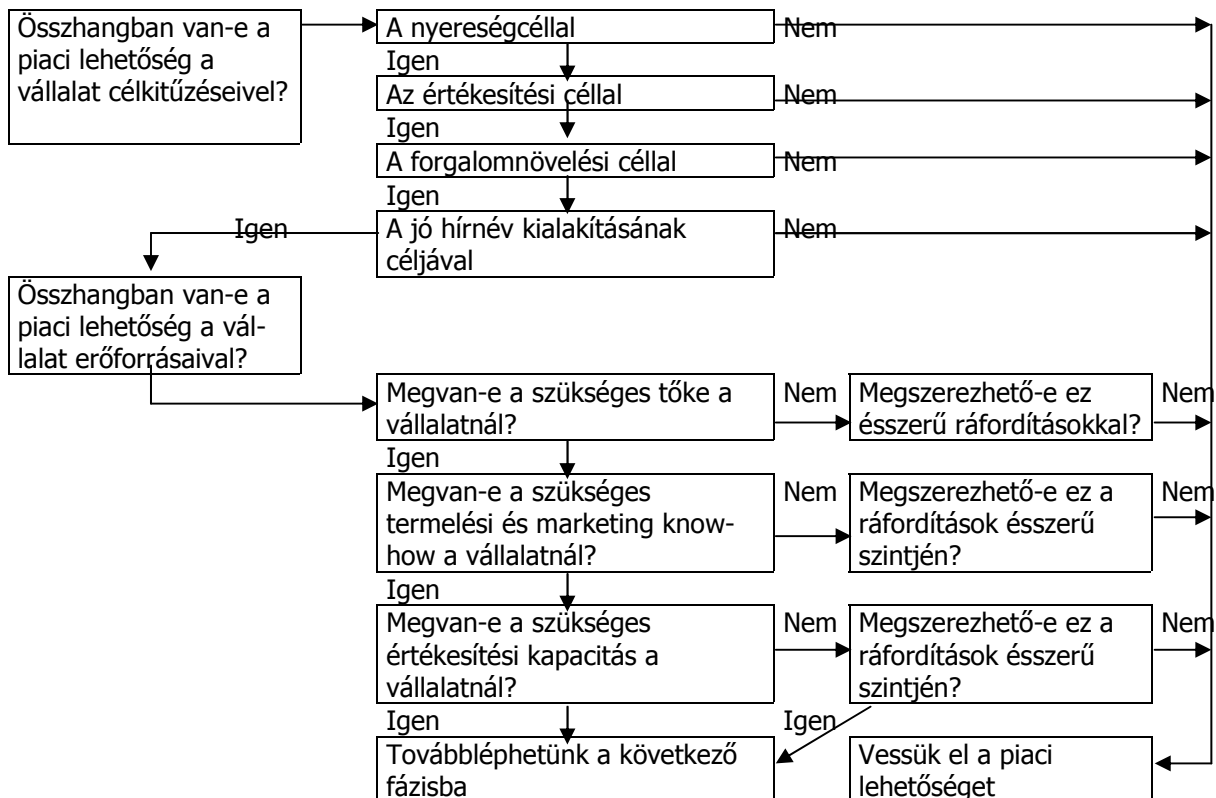 Összhangban van-e a
piaci lehetőség a
vállalat célkitűzéseivel?
A nyereségcéllal
Nem
Igen
Az értékesítési céllal
Nem
Igen
A forgalomnövelési céllal
Nem
Igen
A jó hírnév kialakításának
céljával
Nem
Igen
Összhangban van-e a
piaci lehetőség a vál-
lalat erőforrásaival?
Megvan-e a szükséges tőke a
vállalatnál?
Nem
Megszerezhető-e ez
ésszerű ráfordításokkal?
Nem
Igen
Megvan-e a szükséges
termelési és marketing know-
how a vállalatnál?
Nem
Megszerezhető-e ez a
ráfordítások ésszerű
szintjén?
Nem
Igen
Megvan-e a szükséges
értékesítési kapacitás a
vállalatnál?
Nem
Megszerezhető-e ez a
ráfordítások ésszerű
szintjén?
Nem
Igen
Igen
Továbbléphetünk a következő
fázisba
Vessük el a piaci
lehetőséget